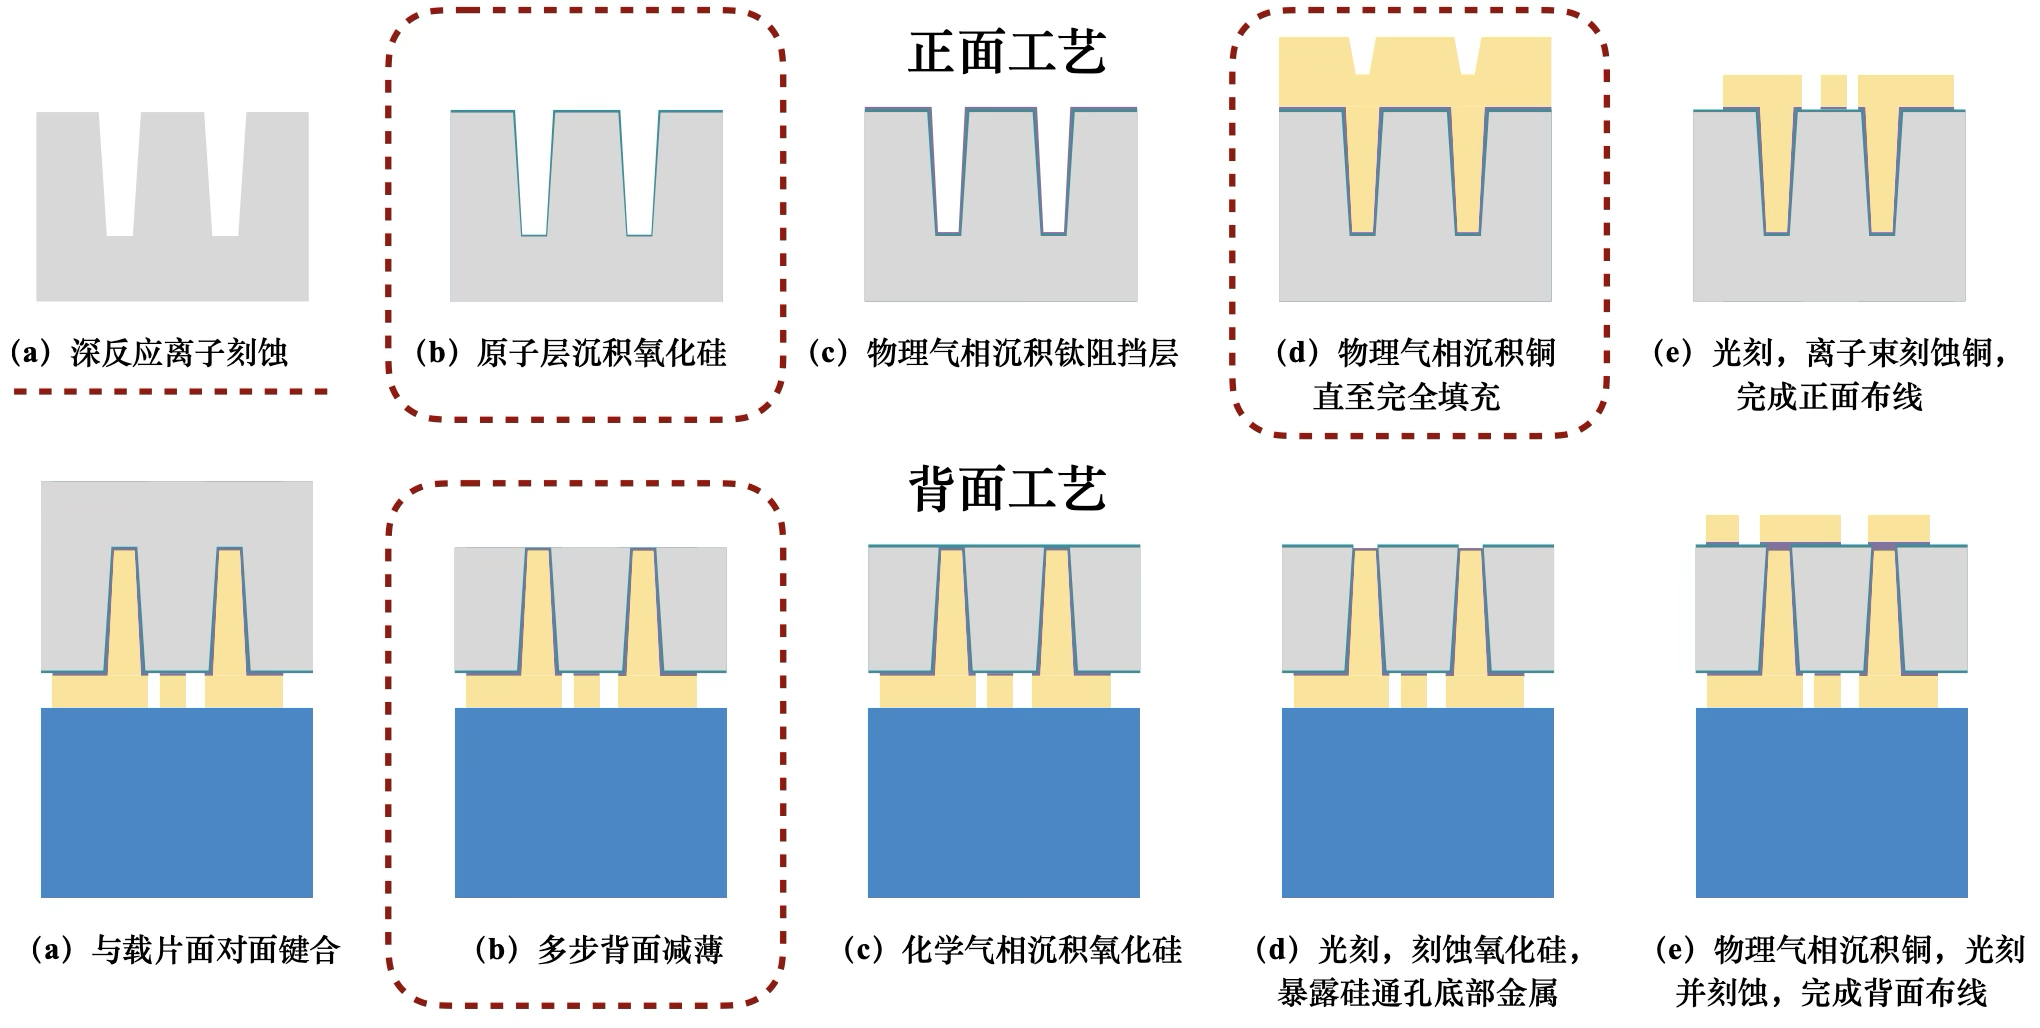 正面工艺
（a）深反应离子刻蚀
（b）原子层沉积氧化硅
（c）物理气相沉积钛阻挡层
（d）物理气相沉积铜
直至完全填充
（e）光刻，离子束刻蚀铜，
完成正面布线
背面工艺
（a）与载片面对面键合
（b）多步背面减薄
（c）化学气相沉积氧化硅
（d）光刻，刻蚀氧化硅，
暴露硅通孔底部金属
（e）物理气相沉积铜，光刻
并刻蚀，完成背面布线